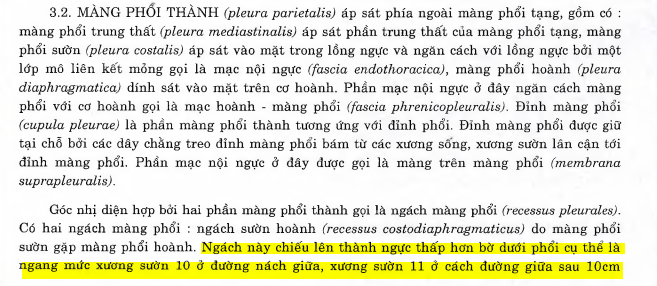 3.2. MÀNG PHỔI THÀNH (pleura parietalis) áp sát phía ngoài màng phổi tạng, gồm có :
màng phổi trung thất (pleura mediastinalis) áp sát phần trung thất của màng phổi tạng, màng
phổi sườn (pleura costalis) áp sát vào mặt trong lồng ngực và ngăn cách với lồng ngực bởi một
lớp mô liên kết mỏng gọi là mạc nội ngực (fascia endothoracica), màng phổi hoành (pleura
diaphragmatica) dính sát vào mặt trên cơ hoành. Phần mạc nội ngực ở đây ngăn cách màng
phổi với cơ hoành gọi là mạc hoành - màng phổi (fascia phrenicopleuralis). Đỉnh màng phổi
(cupula pleurae) là phần màng phổi thành tương ứng với đỉnh phổi. Đỉnh màng phổi được giữ
tại chỗ bởi các dây chằng treo đỉnh màng phổi bám từ các xương sống, xương sườn lân cận tới
đỉnh màng phổi. Phần mạc nội ngực ở đây được gọi là màng trên màng phổi (membrana
suprapleuralis).
Góc nhị diện hợp bởi hai phần màng phổi thành gọi là ngách màng phổi (recessus pleurales).
Có hai ngách màng phổi : ngách sườn hoành (recessus costodiaphragmaticus) do màng phổi
sườn gặp màng phổi hoành. Ngách này chiếu lên thành ngực thấp hơn bờ dưới phổi cụ thể là
ngang mức xương sườn 10 ở đường nách giữa, xương sườn 11 ở cách đường giữa sau 10cm